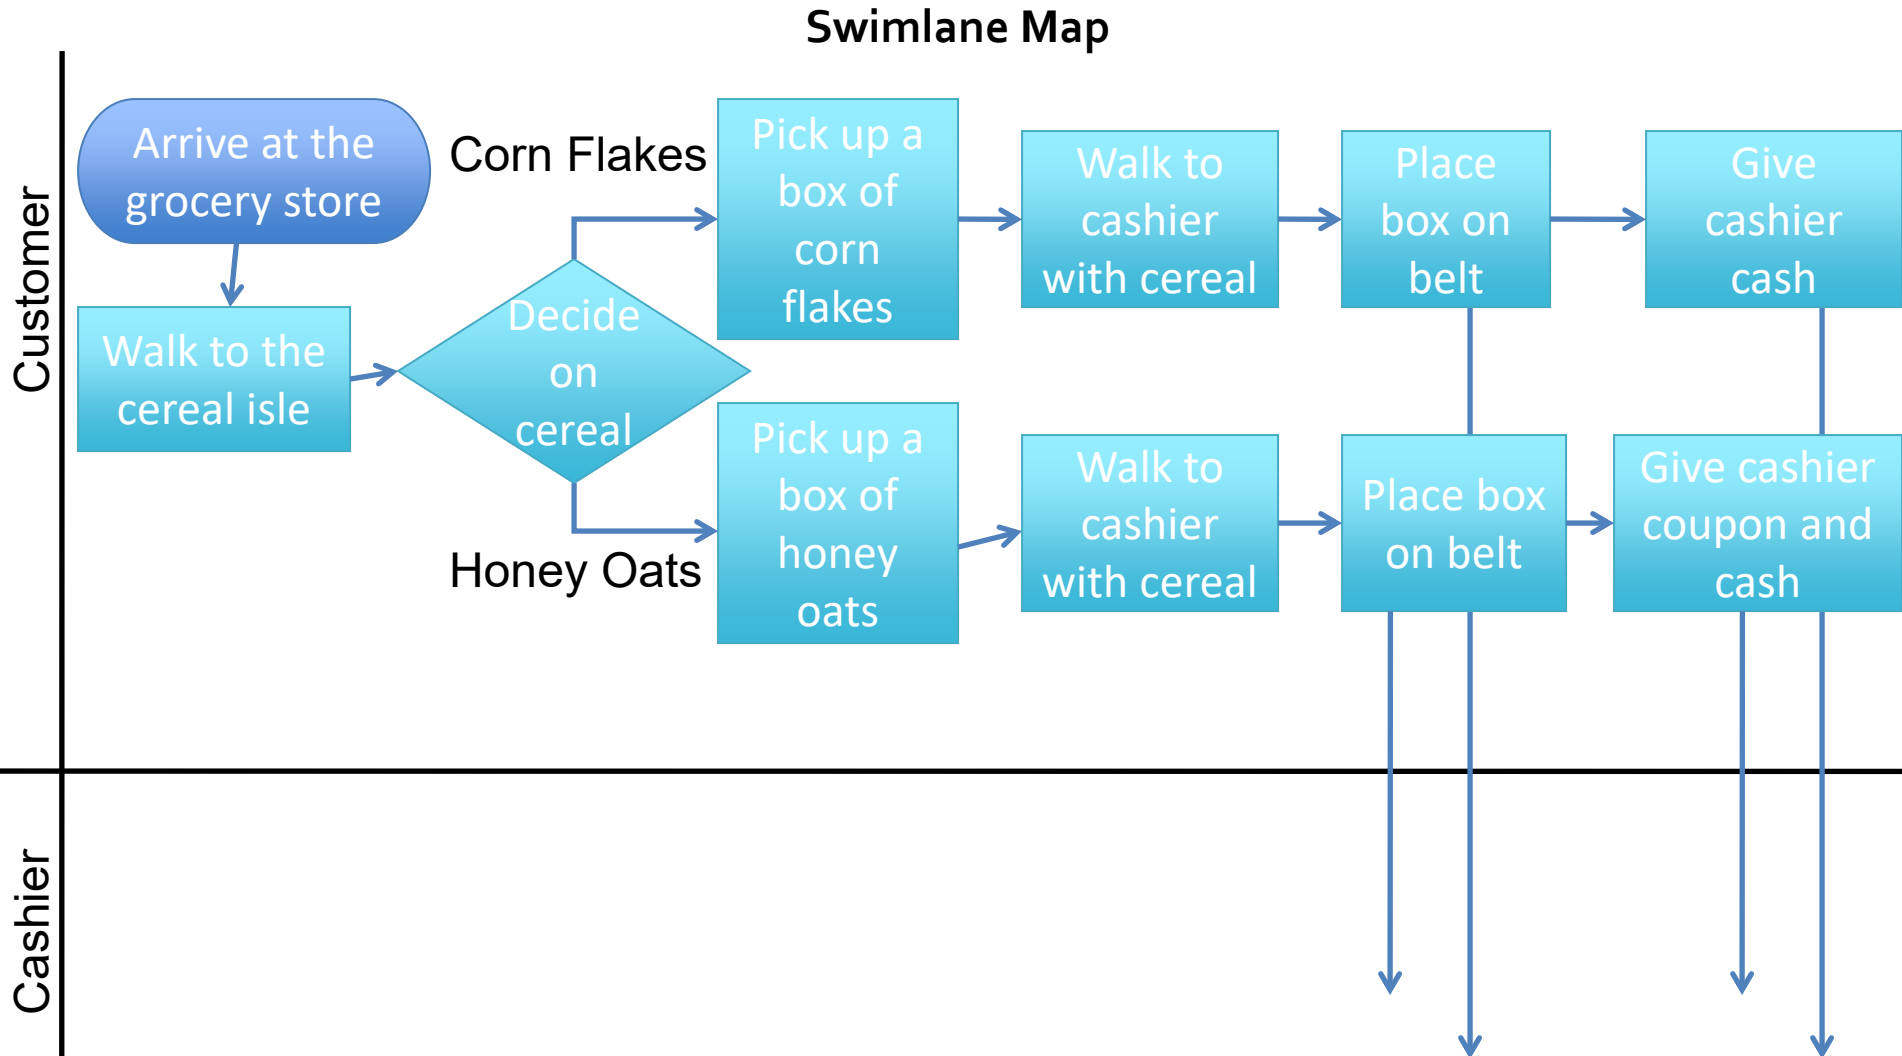 Swimlane Map
Customer
Arrive at the
grocery store
Walk to the
cereal isle
Decide
on
cereal
Corn Flakes
Pick up a
box of
corn
flakes
Walk to
cashier
with cereal
Place
box on
belt
Give
cashier
cash
Honey Oats
Pick up a
box of
honey
oats
Walk to
cashier
with cereal
Place box
on belt
Give cashier
coupon and
cash
Cashier